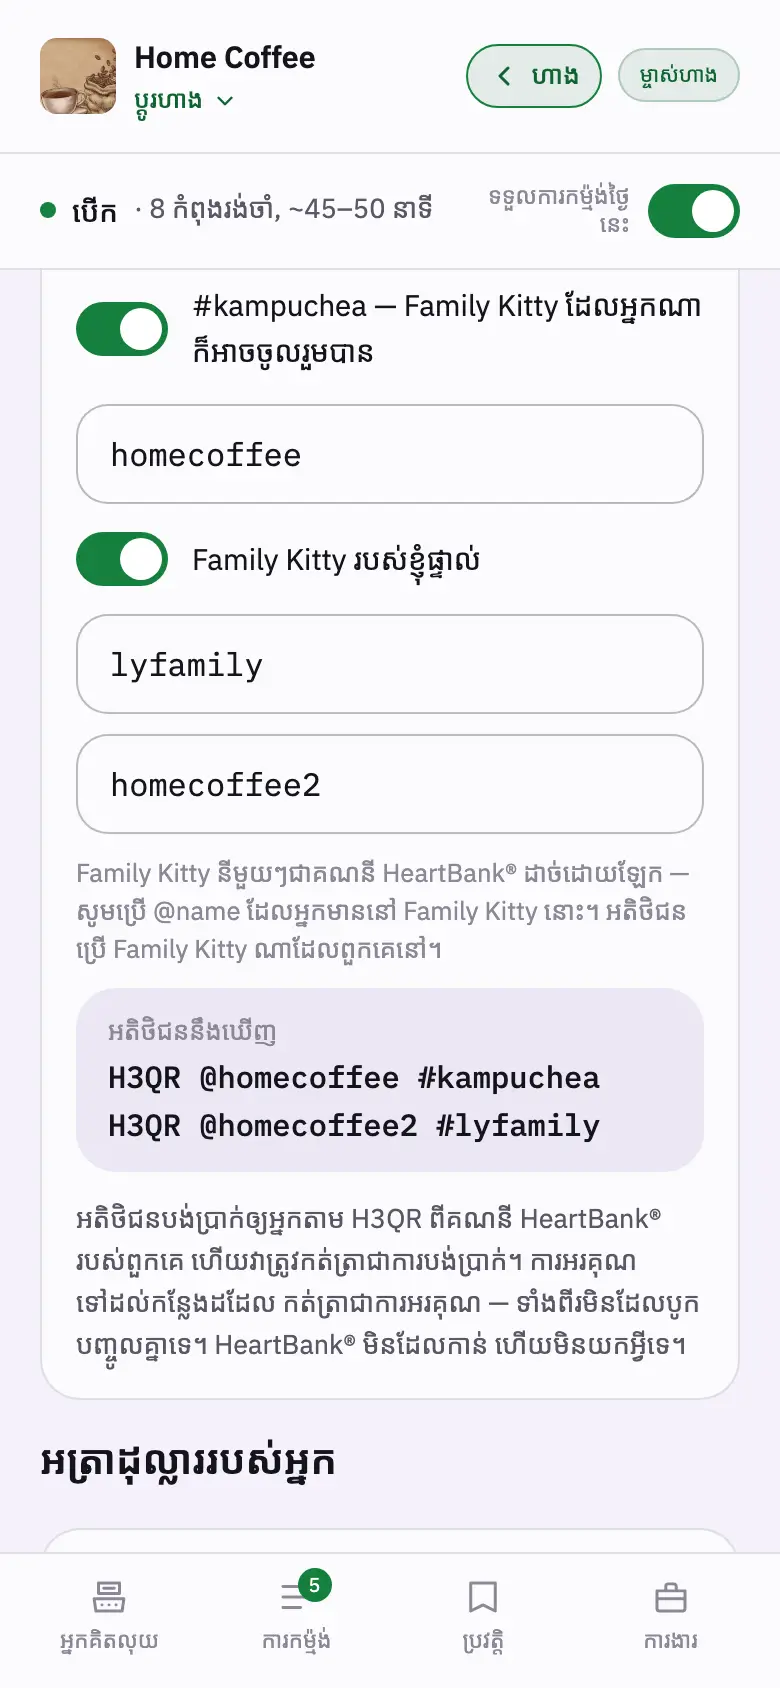 Home Coffee
ប្ដូរហាង
ហាង
ម្ចាស់ហាង
បើក · 8 កំពុងរង់ចាំ, ~45–50 នាទី
ទទួលការកម្ម៉ង់ថ្ងៃ
នេះ
#kampuchea — Family Kitty ដែលអ្នកណា
ក៏អាចចូលរួមបាន
homecoffee
Family Kitty របស់ខ្ញុំផ្ទាល់
lyfamily
homecoffee2
Family Kitty នីមួយៗជាគណនី HeartBank® ដាច់ដោយឡែក —
សូមប្រើ @name ដែលអ្នកមាននៅ Family Kitty នោះ។ អតិថិជន
ប្រើ Family Kitty ណាដែលពួកគេនៅ។
អតិថិជននឹងឃើញ
H3QR @homecoffee #kampuchea
H3QR @homecoffee2 #lyfamily
អតិថិជនបង់ប្រាក់ឲ្យអ្នកតាម H3QR ពីគណនី HeartBank®
របស់ពួកគេ ហើយវាត្រូវកត់ត្រាជាការបង់ប្រាក់។ ការអរគុណ
ទៅដល់កន្លែងដដែល កត់ត្រាជាការអរគុណ — ទាំងពីរមិនដែលបូក
បញ្ចូលគ្នាទេ។ HeartBank® មិនដែលកាន់ ហើយមិនយកអ្វីទេ។
អត្រាដុល្លាររបស់អ្នក
អ្នកគិតលុយ
5
ការកម្ម៉ង់
ប្រវត្តិ
ការងារ